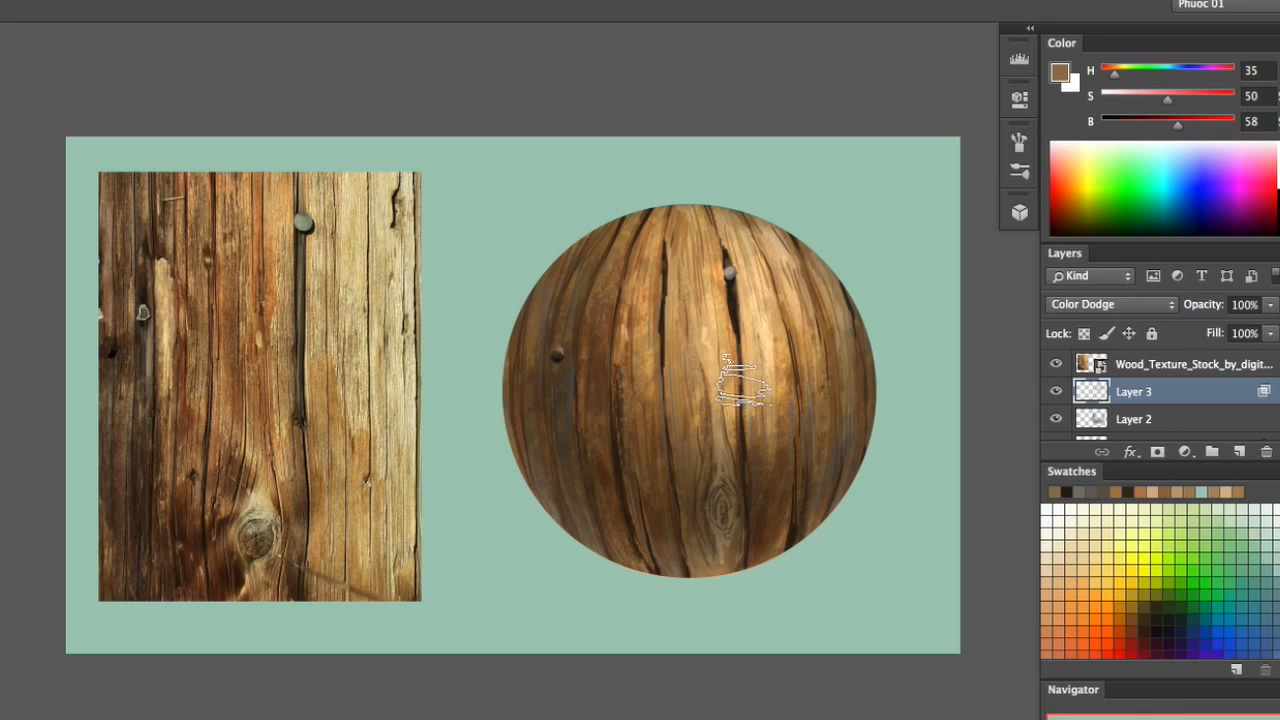 Phuoc 01
Color
H 35
S 50
B 58
Layers
Kind
Color Dodge Opacity: 100%
Lock: Fill: 100%
Wood_Texture_Stock_by_digit...
Layer 3
Layer 2
fx
Swatches
Navigator